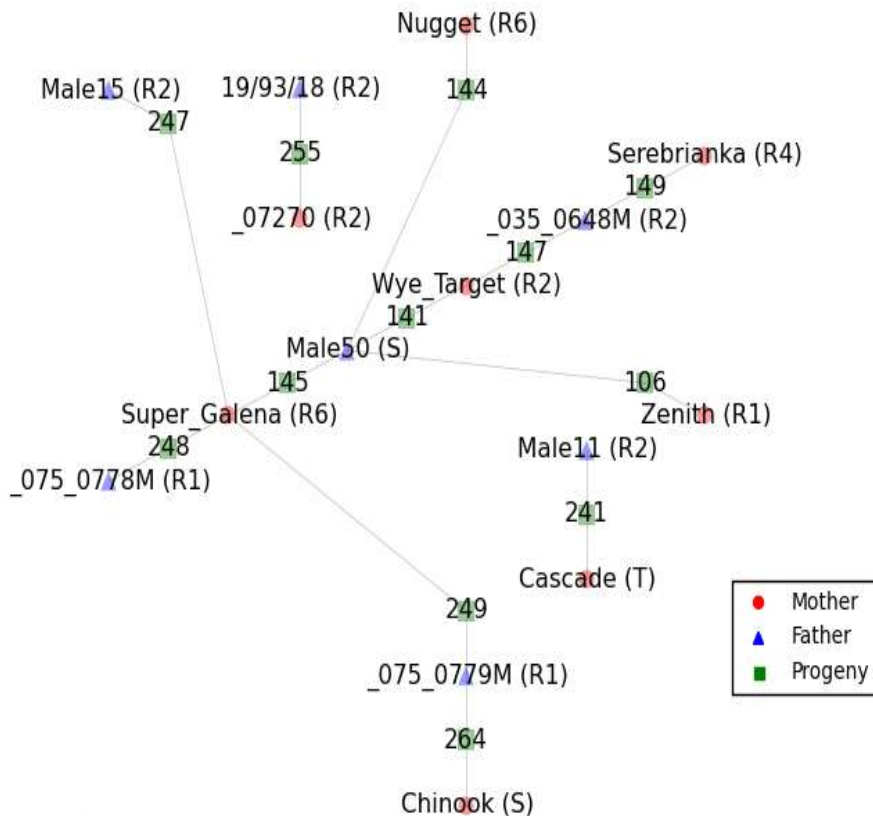 Nugget (R6)
Male15 (R2)
19/93/18 (R2)
144
247
255
Serebrianka (R4)
149
_07270 (R2)
_035_0648M (R2)
147
Wye_Target (R2)
141
Male50 (S)
145
106
Super_Galena (R6)
Zenith (R1)
248
Male11 (R2)
_075_0778M (R1)
241
Cascade (T)
249
Mother
Father
Progeny
_075_0779M (R1)
264
Chinook (S)